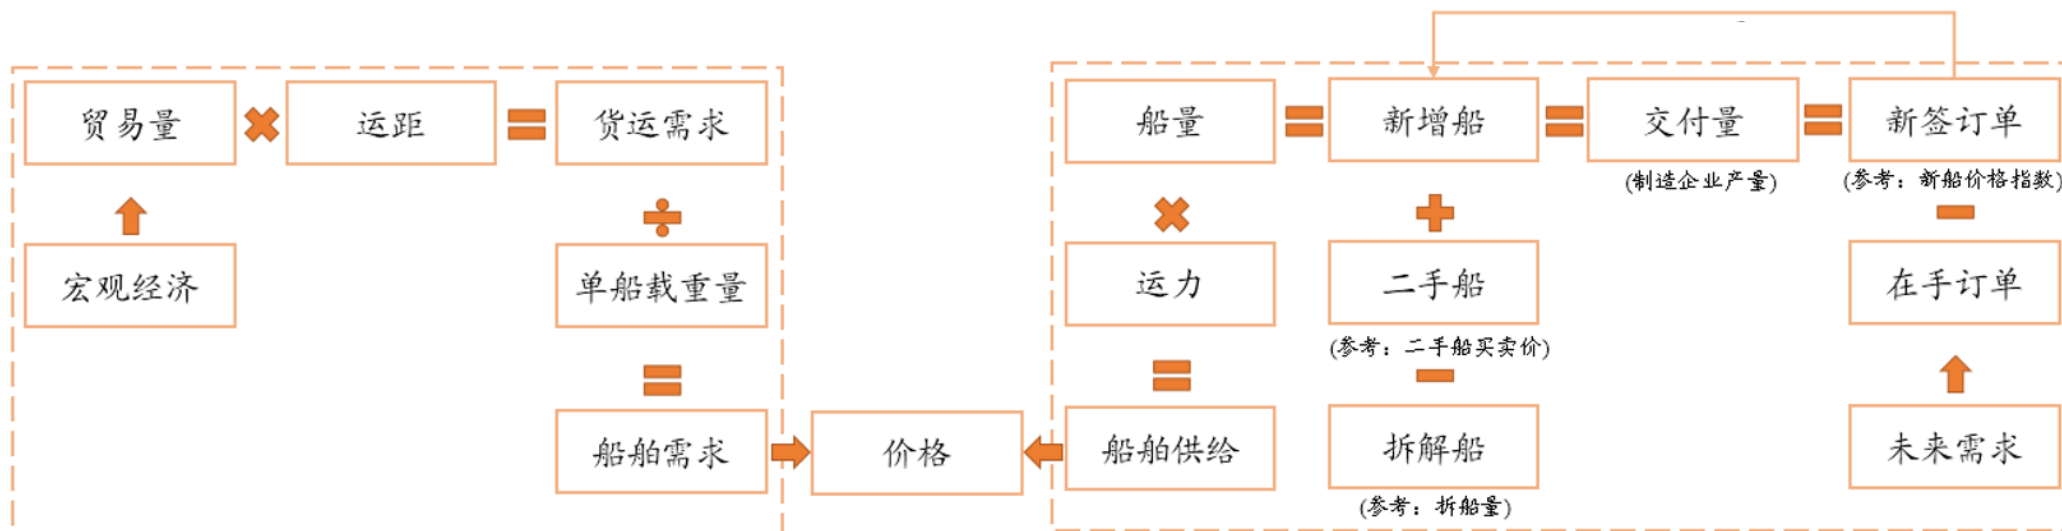 贸易量
运距
货运需求
船量
新增船
交付量
新签订单
(制造企业产量)
(参考：新船价格指数)
宏观经济
单船载重量
运力
二手船
在手订单
(参考：二手船买卖价)
船舶需求
价格
船舶供给
拆解船
未来需求
(参考：拆船量)